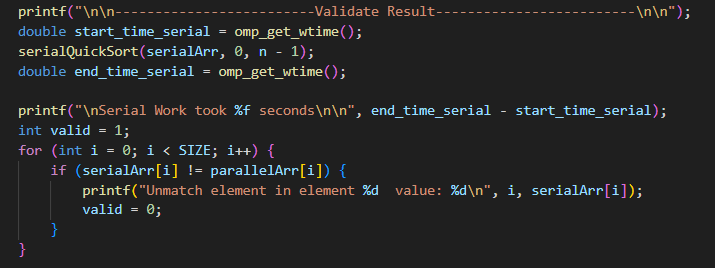 printf("\n\n-------------------------Validate Result-------------------------\n\n");
double start_time_serial = omp_get_wtime();
serialQuickSort(serialArr, 0, n - 1);
double end_time_serial = omp_get_wtime();
printf("\nSerial Work took %f seconds\n\n", end_time_serial - start_time_serial);
int valid = 1;
for (int i = 0; i < SIZE; i++) {
if (serialArr[i] != parallelArr[i]) {
printf("Unmatch element in element %d  value: %d\n", i, serialArr[i]);
valid = 0;
}
}